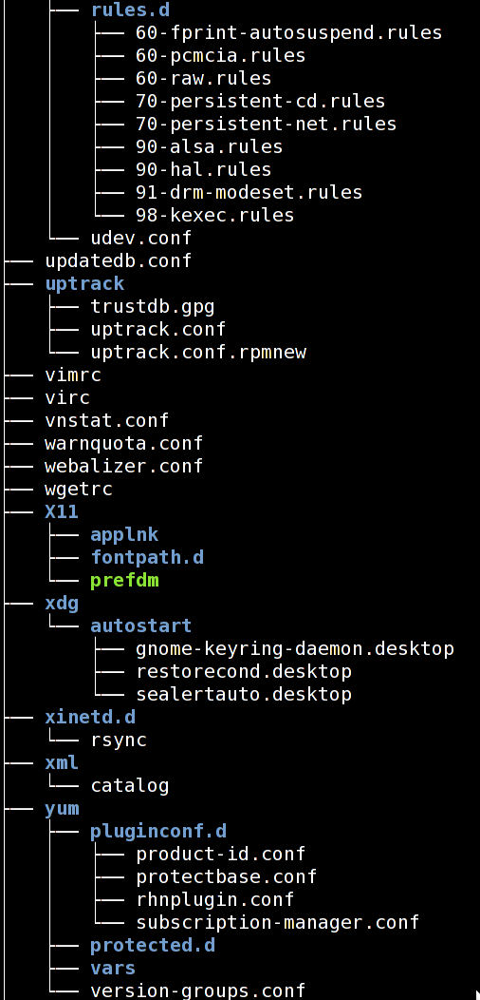 rules.d
60-fprint-autosuspend.rules
60-pcmcia.rules
60-raw.rules
70-persistent-cd.rules
70-persistent-net.rules
90-alsa.rules
90-hal.rules
91-drm-modeset.rules
98-kexec.rules
udev.conf
updatedb.conf
uptrack
trustdb.gpg
uptrack.conf
uptrack.conf.rpmnew
vimrc
virc
vnstat.conf
warnquota.conf
webalizer.conf
wgetrc
X11
applnk
fontpath.d
prefdm
xdg
autostart
gnome-keyring-daemon.desktop
restorecond.desktop
sealertauto.desktop
xinetd.d
rsync
xml
catalog
yum
pluginconf.d
product-id.conf
protectbase.conf
rhnplugin.conf
subscription-manager.conf
protected.d
vars
version-groups.conf